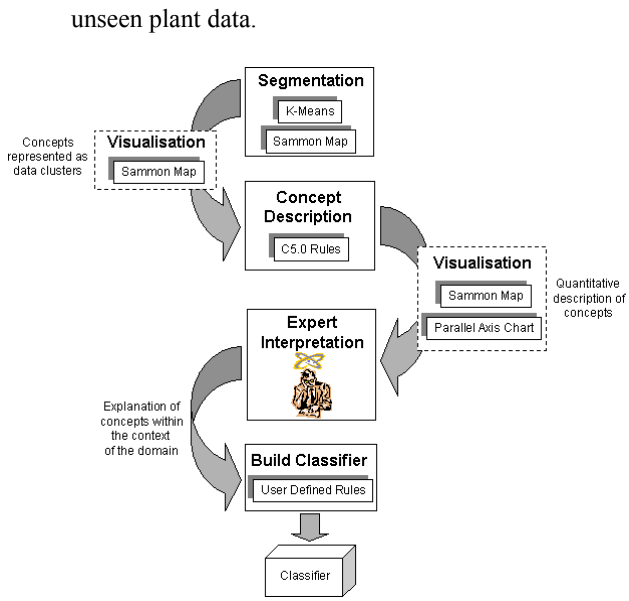 unseen plant data.
Segmentation
K-Means
Sammon Map
Concepts
represented as
data clusters
Visualisation
Sammon Map
Concept
Description
C5.0 Rules
Visualisation
Sammon Map
Parallel Axis Chart
Quantitative
description of
concepts
Expert
Interpretation
Explanation of
concepts within
the context
of the domain
Build Classifier
User Defined Rules
Classifier